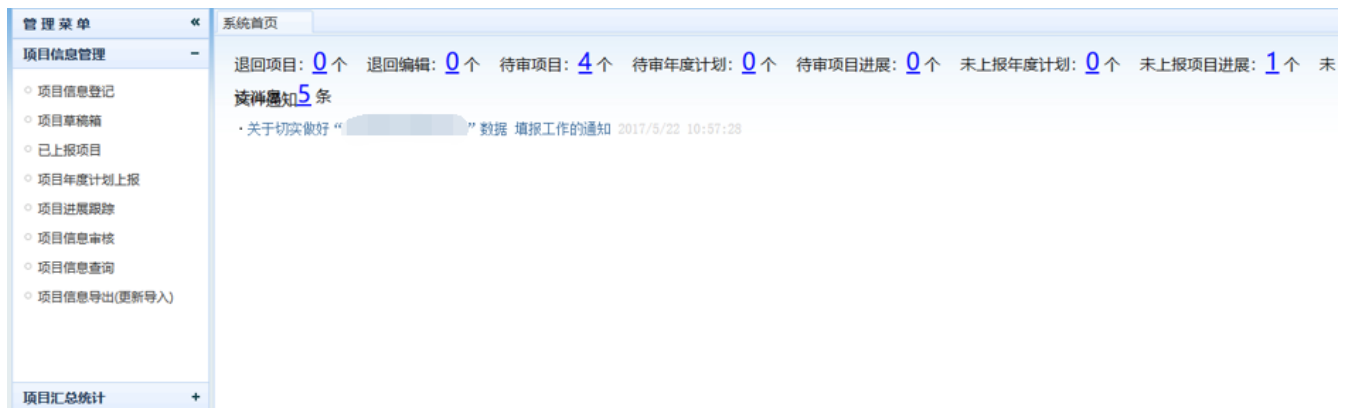 管理菜单 «
系统首页
项目信息管理 −
退回项目: 0个 退回编辑: 0个 待审项目: 4个 待审年度计划: 0个 待审项目进展: 0个 未上报年度计划: 0个 未上报项目进展: 1个 未
5条
·关于切实做好“ ”数据 填报工作的通知 2017/5/22 10:57:28
项目信息登记
项目草稿箱
已上报项目
项目年度计划上报
项目进展跟踪
项目信息审核
项目信息查询
项目信息导出(更新导入)
项目汇总统计 +